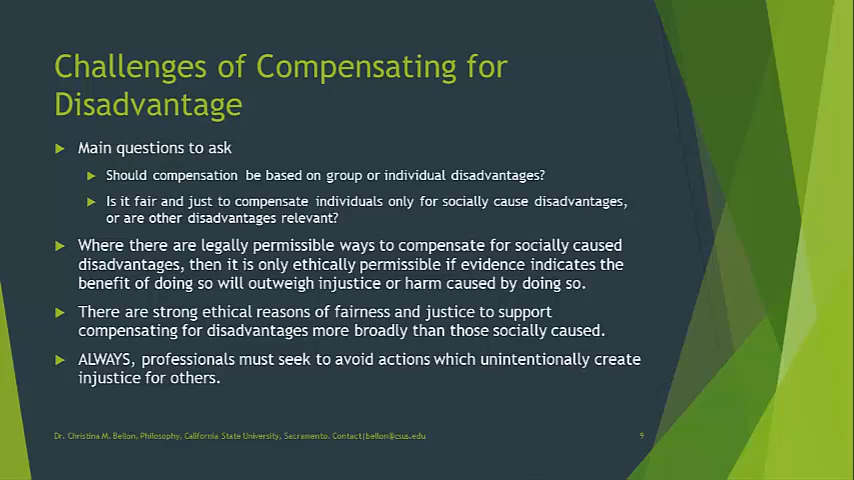 Challenges of Compensating for
Disadvantage
Main questions to ask
Should compensation be based on group or individual disadvantages?
Is it fair and just to compensate individuals only for socially cause disadvantages,
or are other disadvantages relevant?
Where there are legally permissible ways to compensate for socially caused
disadvantages, then it is only ethically permissible if evidence indicates the
benefit of doing so will outweigh injustice or harm caused by doing so.
There are strong ethical reasons of fairness and justice to support
compensating for disadvantages more broadly than those socially caused.
ALWAYS, professionals must seek to avoid actions which unintentionally create
injustice for others.
Dr. Christina M. Bellon, Philosophy, California State University, Sacramento. Contact|bellon@csus.edu
9